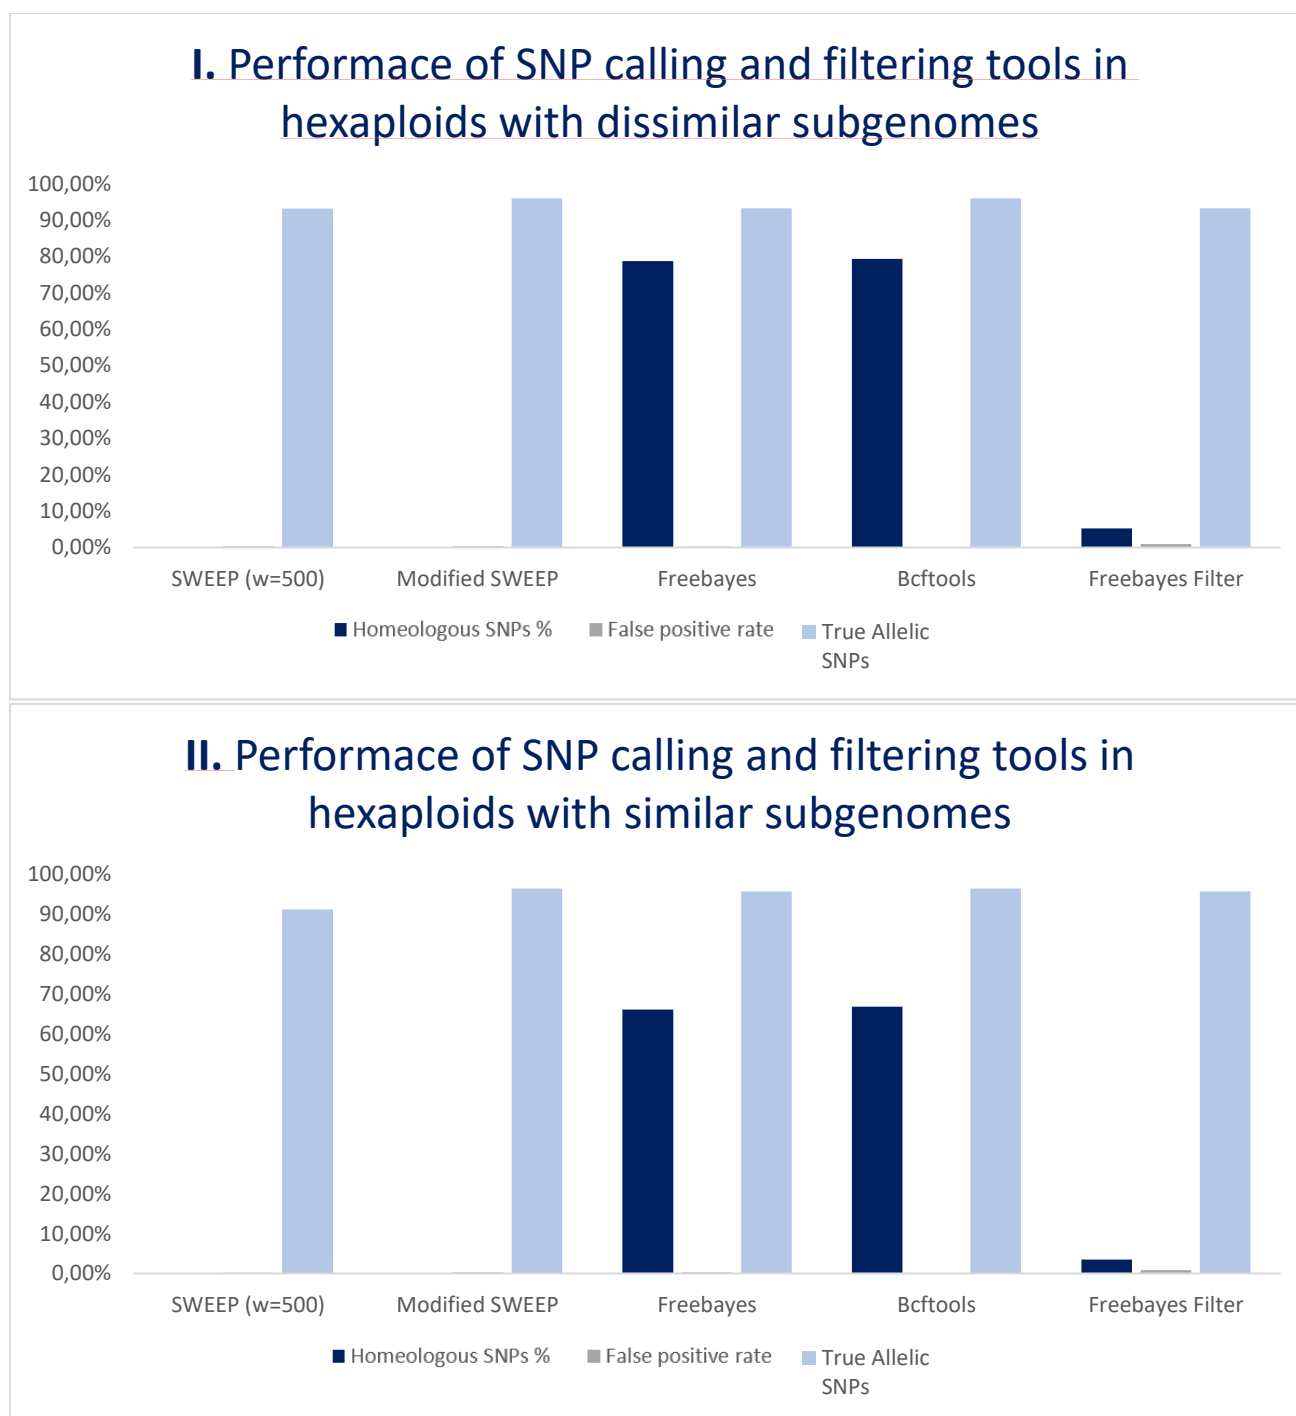 I. Performace of SNP calling and filtering tools in
hexaploids with dissimilar subgenomes
100,00%
90,00%
80,00%
70,00%
60,00%
50,00%
40,00%
30,00%
20,00%
10,00%
0,00%
SWEEP (w=500) Modified SWEEP Freebayes Bcftools Freebayes Filter
Homeologous SNPs % False positive rate True Allelic
SNPs
II. Performace of SNP calling and filtering tools in
hexaploids with similar subgenomes
100,00%
90,00%
80,00%
70,00%
60,00%
50,00%
40,00%
30,00%
20,00%
10,00%
0,00%
SWEEP (w=500) Modified SWEEP Freebayes Bcftools Freebayes Filter
Homeologous SNPs % False positive rate True Allelic
SNPs